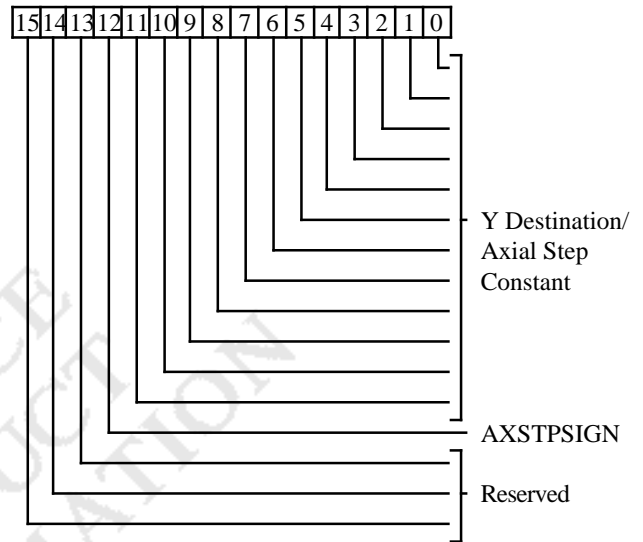 15 14 13 12 11 10 9 8 7 6 5 4 3 2 1 0
Y Destination/
Axial Step
Constant
AXSTPSIGN
Reserved